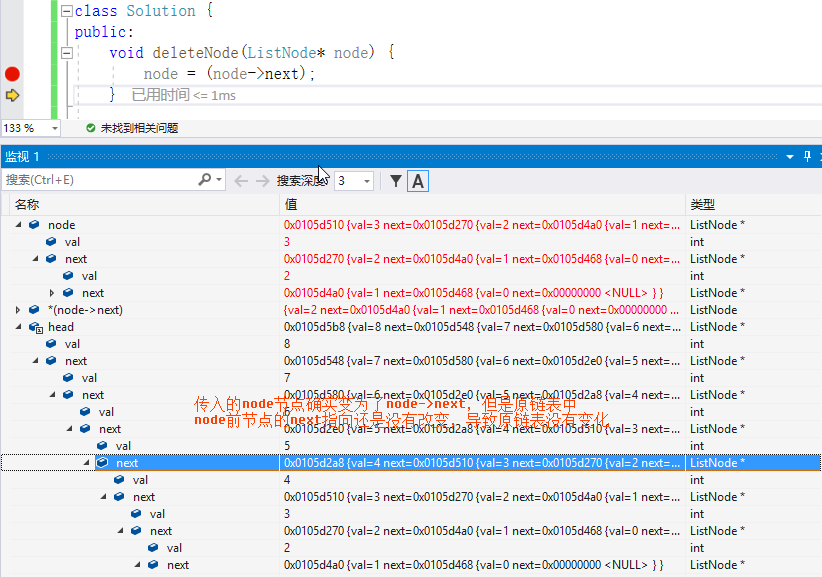 class Solution {
public:
void deleteNode(ListNode* node) {
node = (node->next);
} 已用时间 <= 1ms
133 % 未找到相关问题
监视 1
搜索(Ctrl+E) 搜索深度: 3 A
名称 值 类型
node 0x0105d510 {val=3 next=0x0105d270 {val=2 next=0x0105d4a0 {val=1 next=... ListNode *
val 3 int
next 0x0105d270 {val=2 next=0x0105d4a0 {val=1 next=0x0105d468 {val=0 next=... ListNode *
val 2 int
next 0x0105d4a0 {val=1 next=0x0105d468 {val=0 next=0x00000000 <NULL> } } ListNode *
*(node->next) {val=2 next=0x0105d4a0 {val=1 next=0x0105d468 {val=0 next=0x00000000 ... ListNode
head 0x0105d5b8 {val=8 next=0x0105d548 {val=7 next=0x0105d580 {val=6 next=... ListNode *
val 8 int
next 0x0105d548 {val=7 next=0x0105d580 {val=6 next=0x0105d2e0 {val=5 next=... ListNode *
val 7 int
next 0x0105d580 {val=6 next=0x0105d2e0 {val=5 next=0x0105d2a8 {val=4 next=... ListNode *
传入的node节点确实变为了node->next，但是原链表中
val 6 int
node前节点的next指向还是没有改变，导致原链表没有变化
next 0x0105d2e0 {val=5 next=0x0105d2a8 {val=4 next=0x0105d510 {val=3 next=... ListNode *
val 5 int
next 0x0105d2a8 {val=4 next=0x0105d510 {val=3 next=0x0105d270 {val=2 next=... ListNode *
val 4 int
next 0x0105d510 {val=3 next=0x0105d270 {val=2 next=0x0105d4a0 {val=1 next=... ListNode *
val 3 int
next 0x0105d270 {val=2 next=0x0105d4a0 {val=1 next=0x0105d468 {val=0 next=... ListNode *
val 2 int
next 0x0105d4a0 {val=1 next=0x0105d468 {val=0 next=0x00000000 <NULL> } } ListNode *